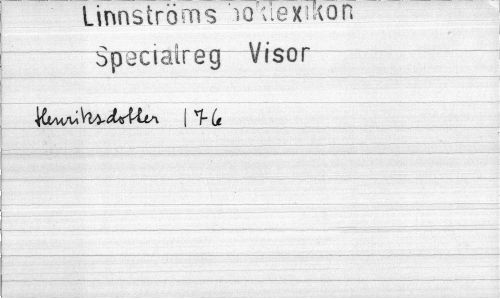 Linnströms boklexikon
Specialreg Visor
Henriksdotter 176